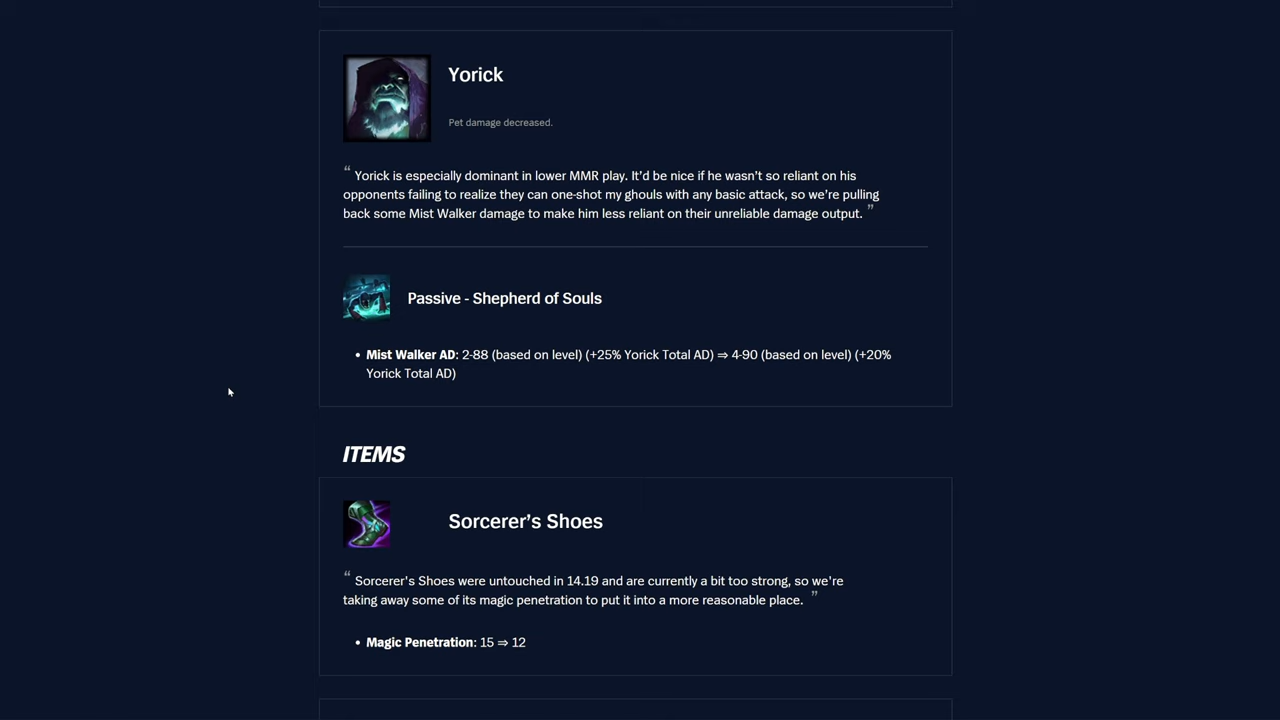 Yorick
Pet damage decreased.
“ Yorick is especially dominant in lower MMR play. It’d be nice if he wasn’t so reliant on his
opponents failing to realize they can one-shot my ghouls with any basic attack, so we’re pulling
back some Mist Walker damage to make him less reliant on their unreliable damage output. ”
Passive - Shepherd of Souls
• Mist Walker AD: 2-88 (based on level) (+25% Yorick Total AD) ⇒ 4-90 (based on level) (+20%
Yorick Total AD)
ITEMS
Sorcerer’s Shoes
“ Sorcerer's Shoes were untouched in 14.19 and are currently a bit too strong, so we're
taking away some of its magic penetration to put it into a more reasonable place. ”
• Magic Penetration: 15 ⇒ 12